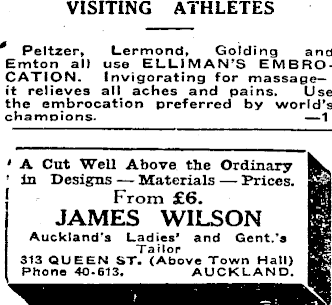 VISITING ATHLETES
Peltzer, Lermond, Golding and
Emton all use ELLIMAN'S EMBRO-
CATION. Invigorating for massage—
it relieves all aches and pains. Use
the embrocation preferred by world's
champions. —1
A Cut Well Above the Ordinary
in Designs — Materials — Prices.
From £6.
JAMES WILSON
Auckland's Ladies' and Gent.'s
Tailor
313 QUEEN ST. (Above Town Hall)
Phone 40-613. AUCKLAND.